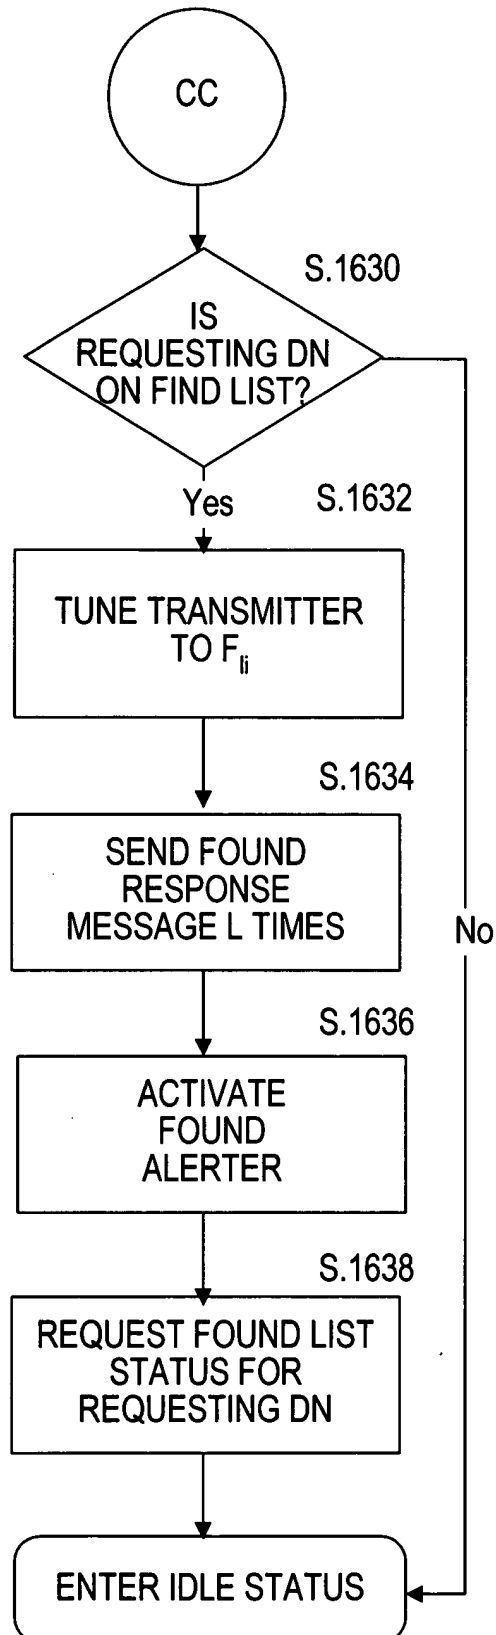 CC
S.1630
IS
REQUESTING DN
ON FIND LIST?
Yes
S.1632
TUNE TRANSMITTER
TO Fli
S.1634
SEND FOUND
RESPONSE
MESSAGE L TIMES
No
S.1636
ACTIVATE
FOUND
ALERTER
S.1638
REQUEST FOUND LIST
STATUS FOR
REQUESTING DN
ENTER IDLE STATUS